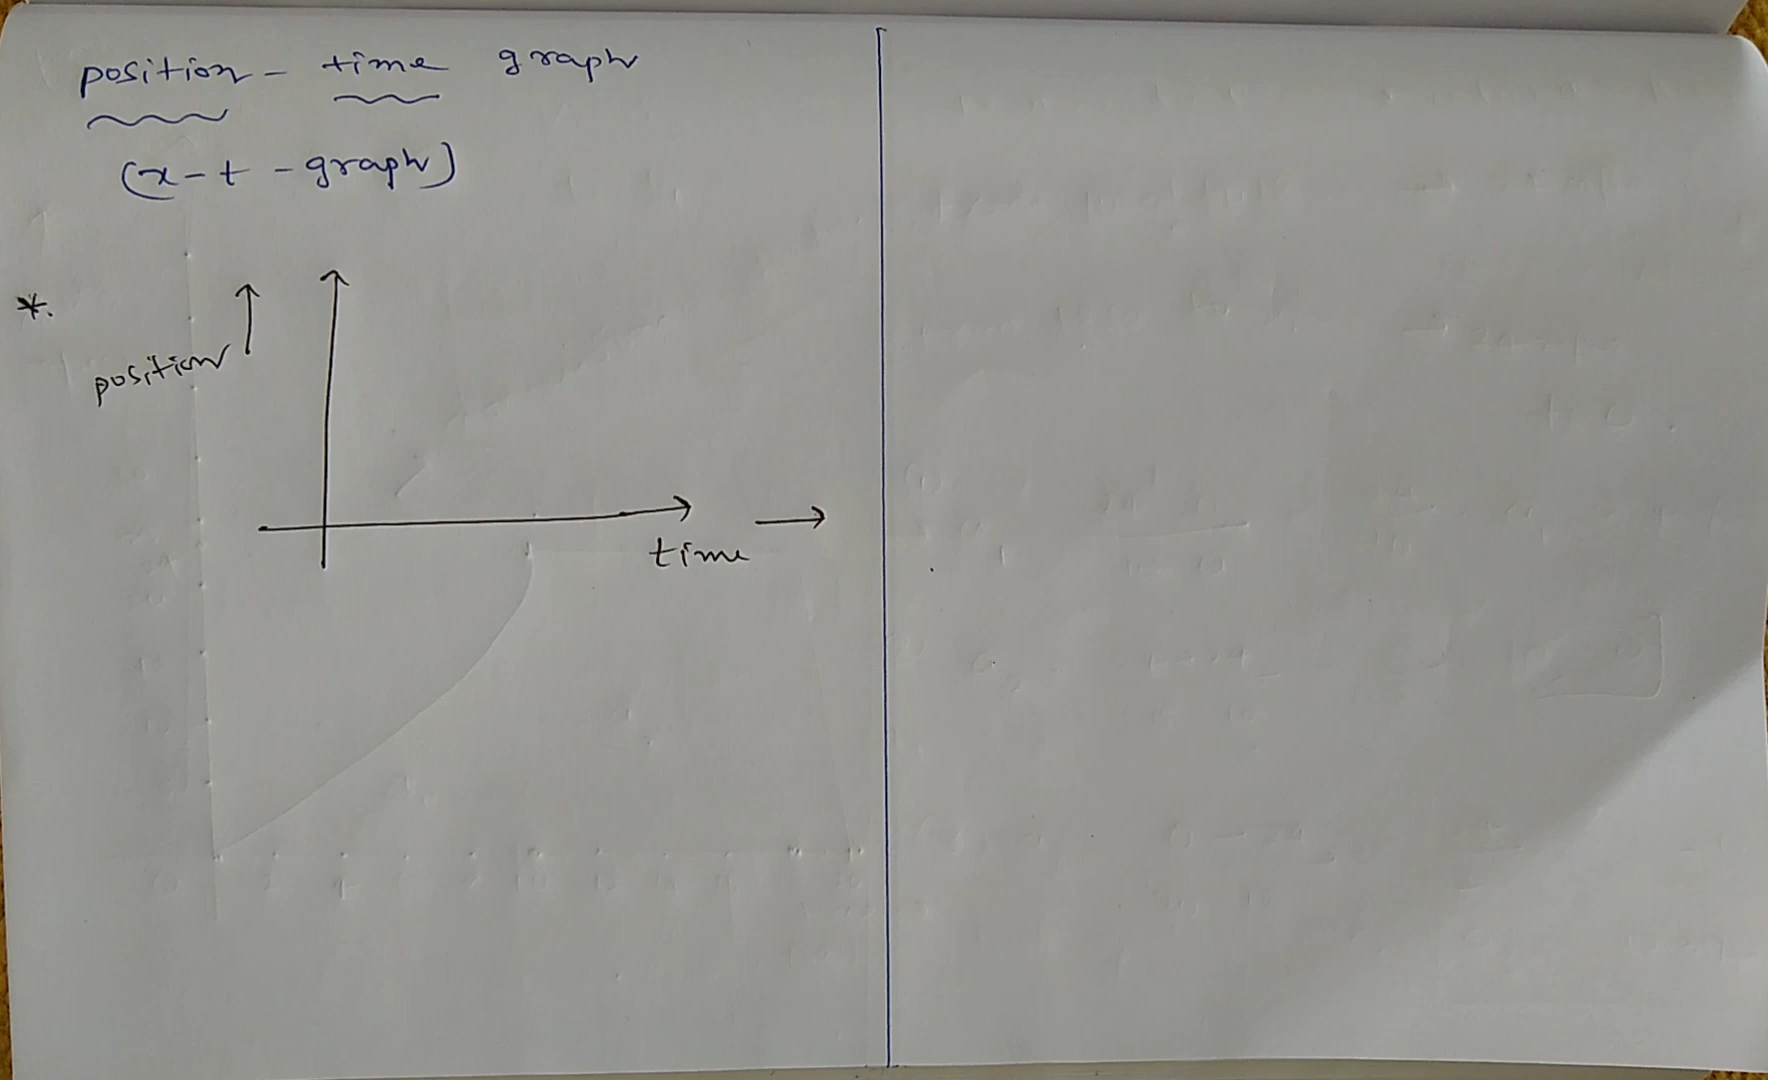 position - time graph
(x-t-graph)
*.
position
time